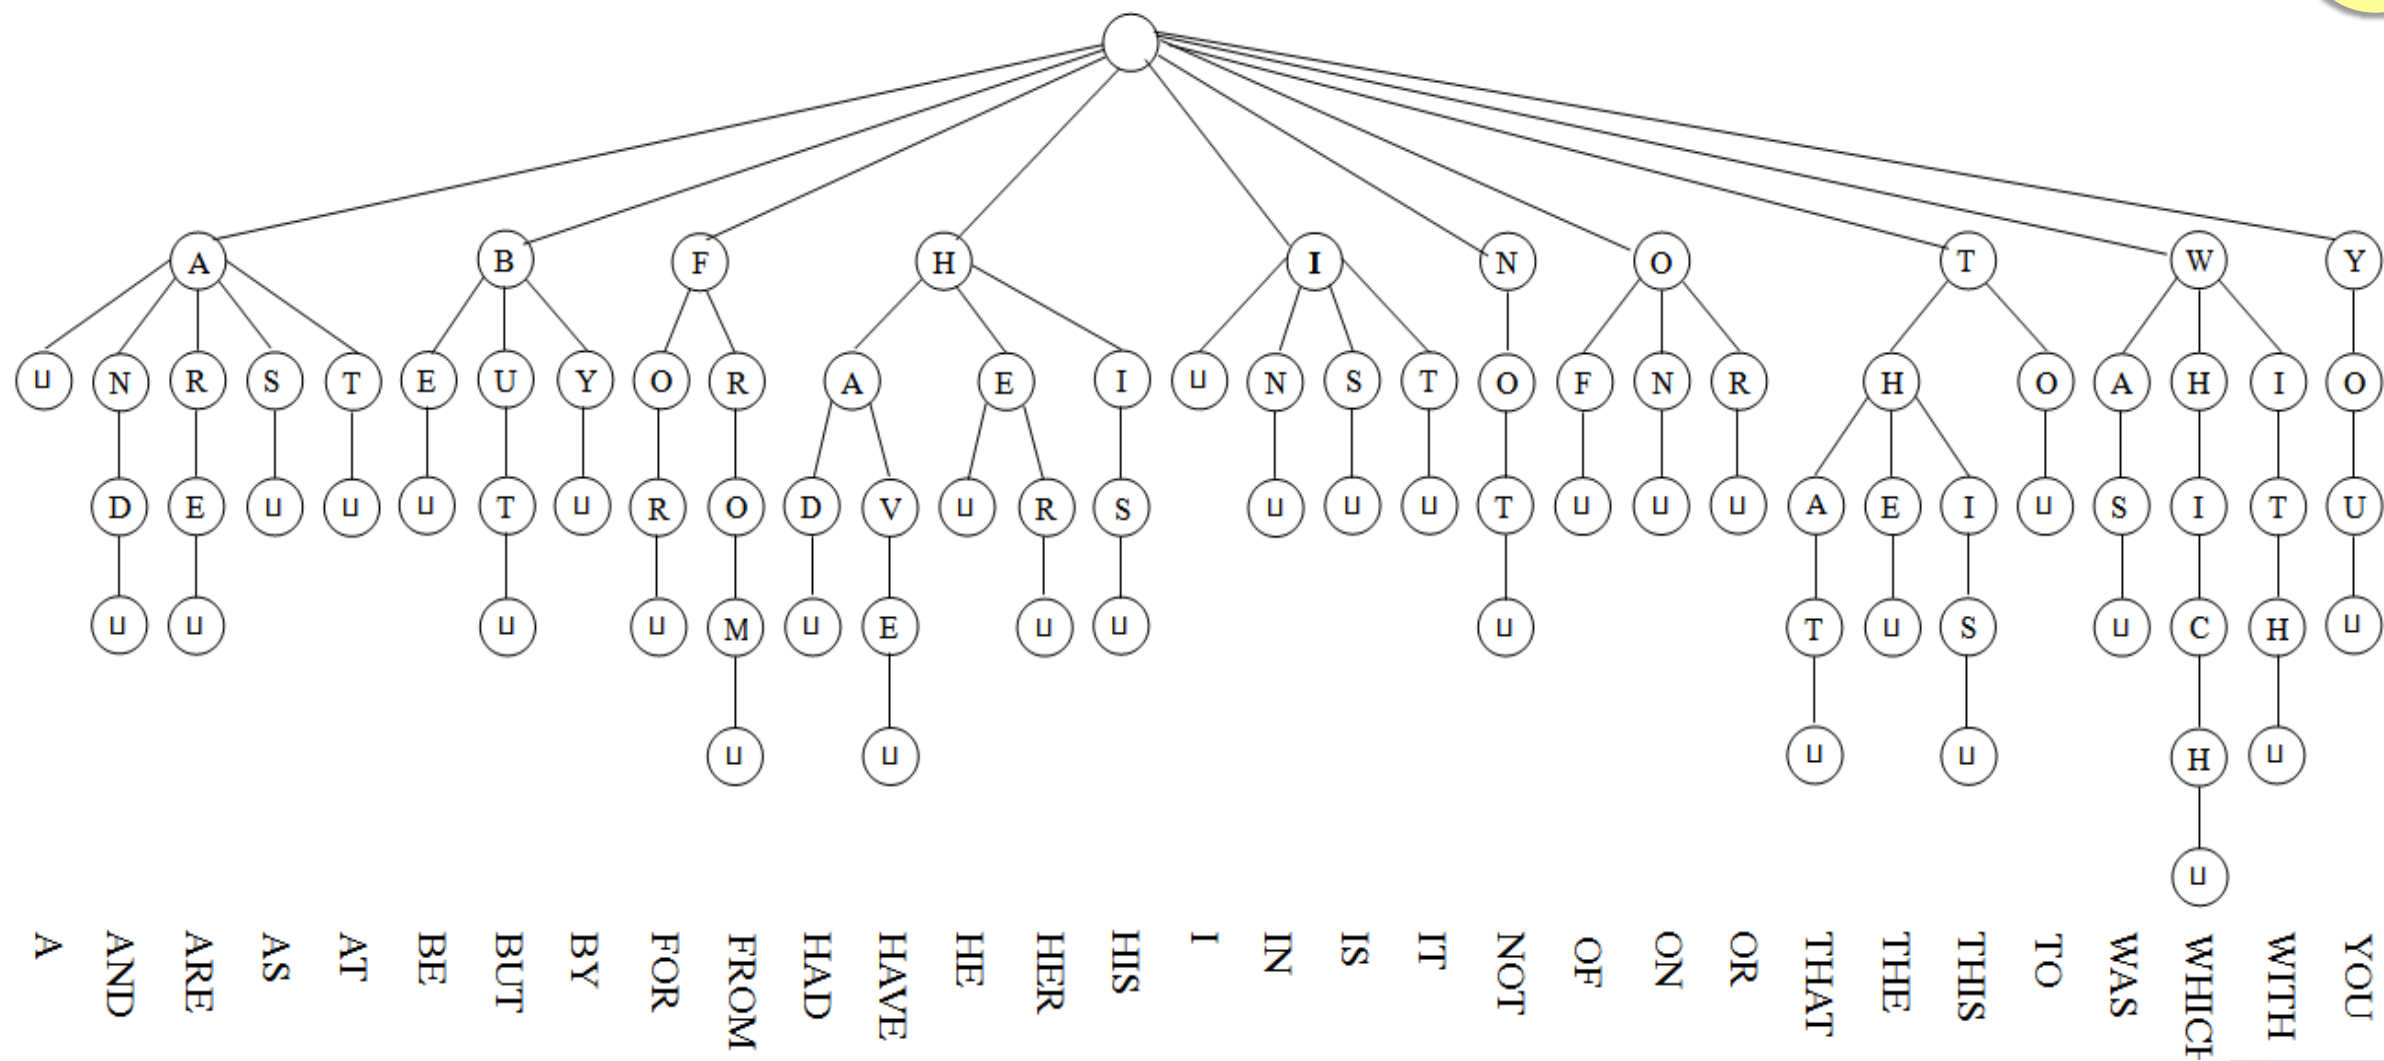 A B F H I N O T W Y
⊔ N R S T E U Y O R A E I ⊔ N S T O F N R H O A H I O
D E ⊔ ⊔ ⊔ T ⊔ R O D V ⊔ R S ⊔ ⊔ ⊔ T ⊔ ⊔ ⊔ A E I ⊔ S I T U
⊔ ⊔ ⊔ ⊔ M ⊔ E ⊔ ⊔ ⊔ T ⊔ S ⊔ C H ⊔
⊔ ⊔ ⊔ ⊔ H ⊔
⊔
A
AND
ARE
AS
AT
BE
BUT
BY
FOR
FROM
HAD
HAVE
HE
HER
HIS
I
IN
IS
IT
NOT
OF
ON
OR
THAT
THE
THIS
TO
WAS
WHICH
WITH
YOU